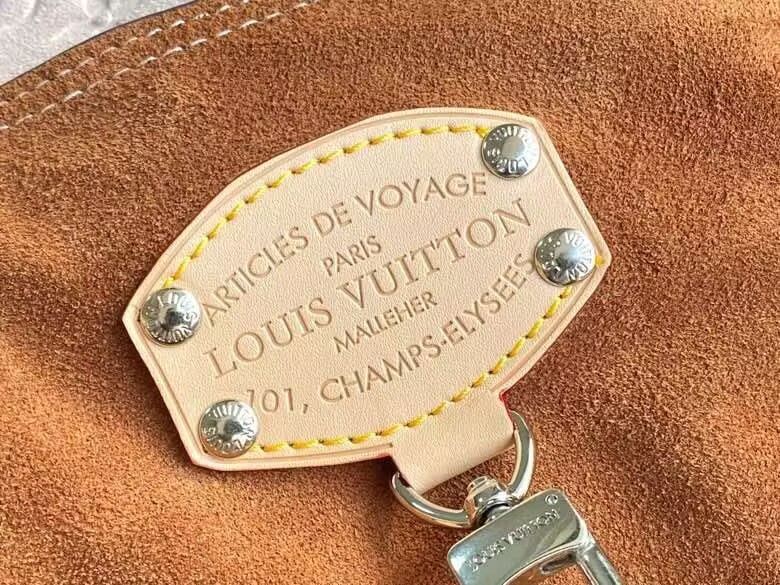 ARTICLES DE VOYAGE
PARIS
LOUIS VUITTON
MALLEHER
101, CHAMPS-ELYSEES
LOUIS VUITTON